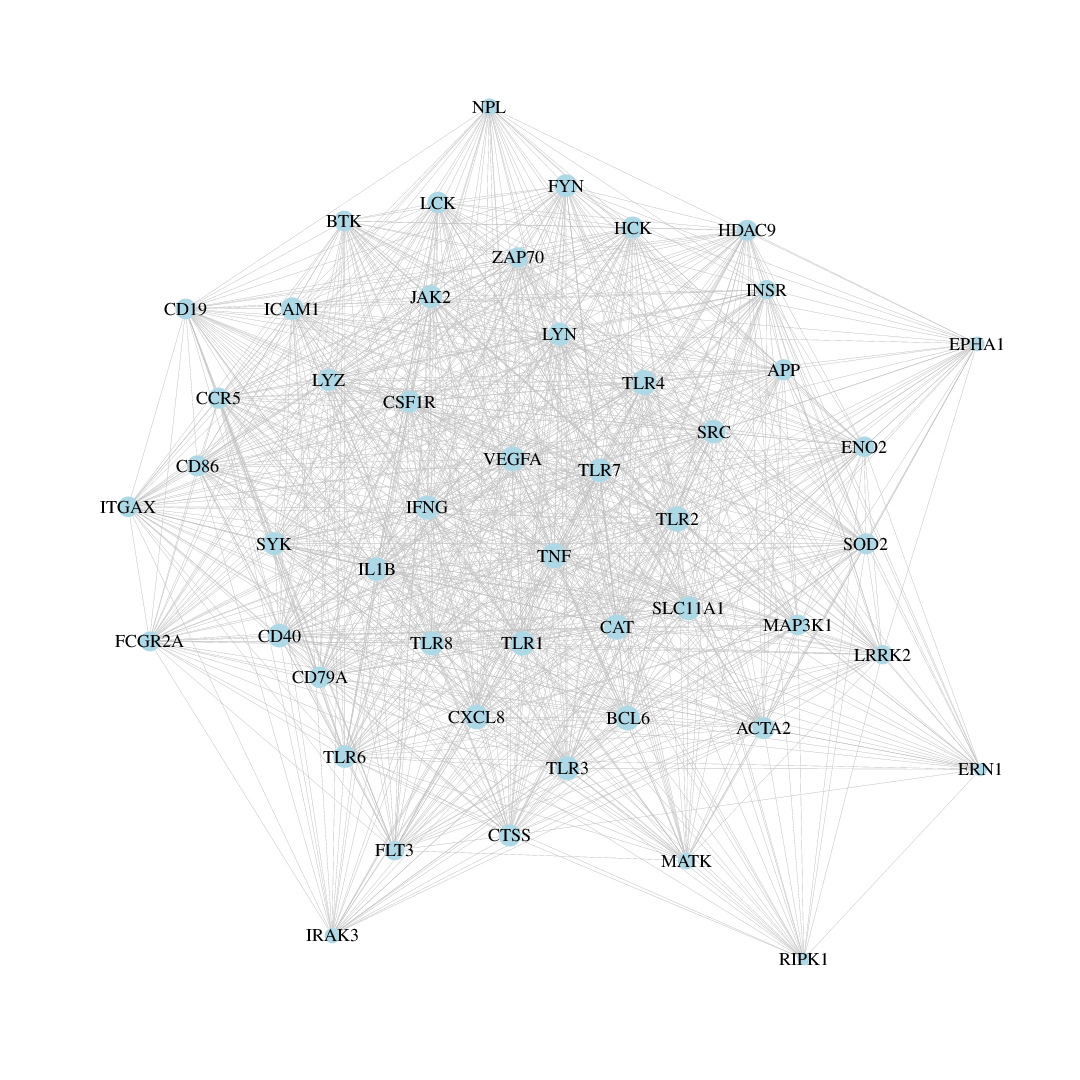 NPL
FYN
LCK
BTK
HCK
HDAC9
ZAP70
INSR
JAK2
CD19
ICAM1
LYN
EPHA1
APP
LYZ
TLR4
CCR5
CSF1R
SRC
ENO2
VEGFA
CD86
TLR7
ITGAX
IFNG
TLR2
SYK
SOD2
TNF
IL1B
SLC11A1
MAP3K1
CAT
CD40
FCGR2A
TLR8
TLR1
LRRK2
CD79A
CXCL8
BCL6
ACTA2
TLR6
TLR3
ERN1
CTSS
FLT3
MATK
IRAK3
RIPK1